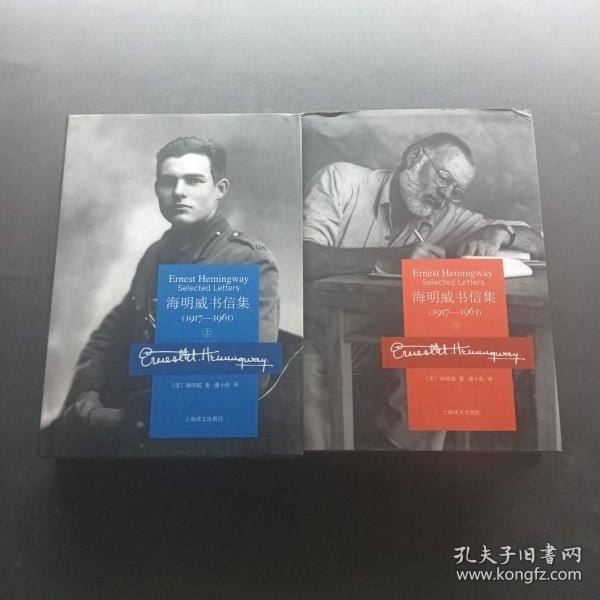 Ernest Hemingway
Selected Letters
海明威书信集
(1917—1961)
上
Ernest Hemingway
[美] 海明威 著 潘小松 译
上海译文出版社
Ernest Hemingway
Selected Letters
海明威书信集
(1917—1961)
下
Ernest Hemingway
[美] 海明威 著 潘小松 译
上海译文出版社
孔夫子旧书网
www.kongfz.com